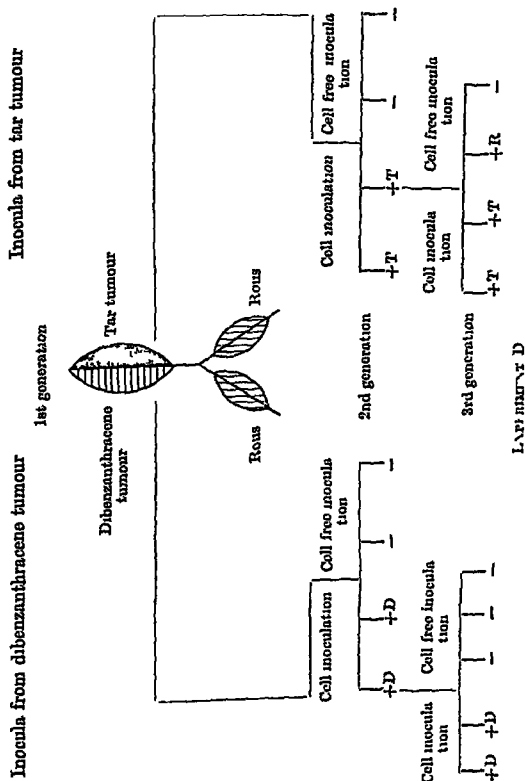 Inocula from dibenzanthracene tumour
1st generation
Inocula from tar tumour
Dibenzanthracene
tumour
Tar tumour
Rous
Rous
Cell inoculation
Cell free inocula
tion
2nd generation
Cell inoculation
Cell free inocula
tion
+D
+D
−
−
+T
+T
−
−
Cell inocula
tion
Cell free inocula
tion
3rd generation
Cell inocula
tion
Cell free inocula
tion
+D
+D
−
−
−
+T
+T
+R
−
EXPERIMENT D